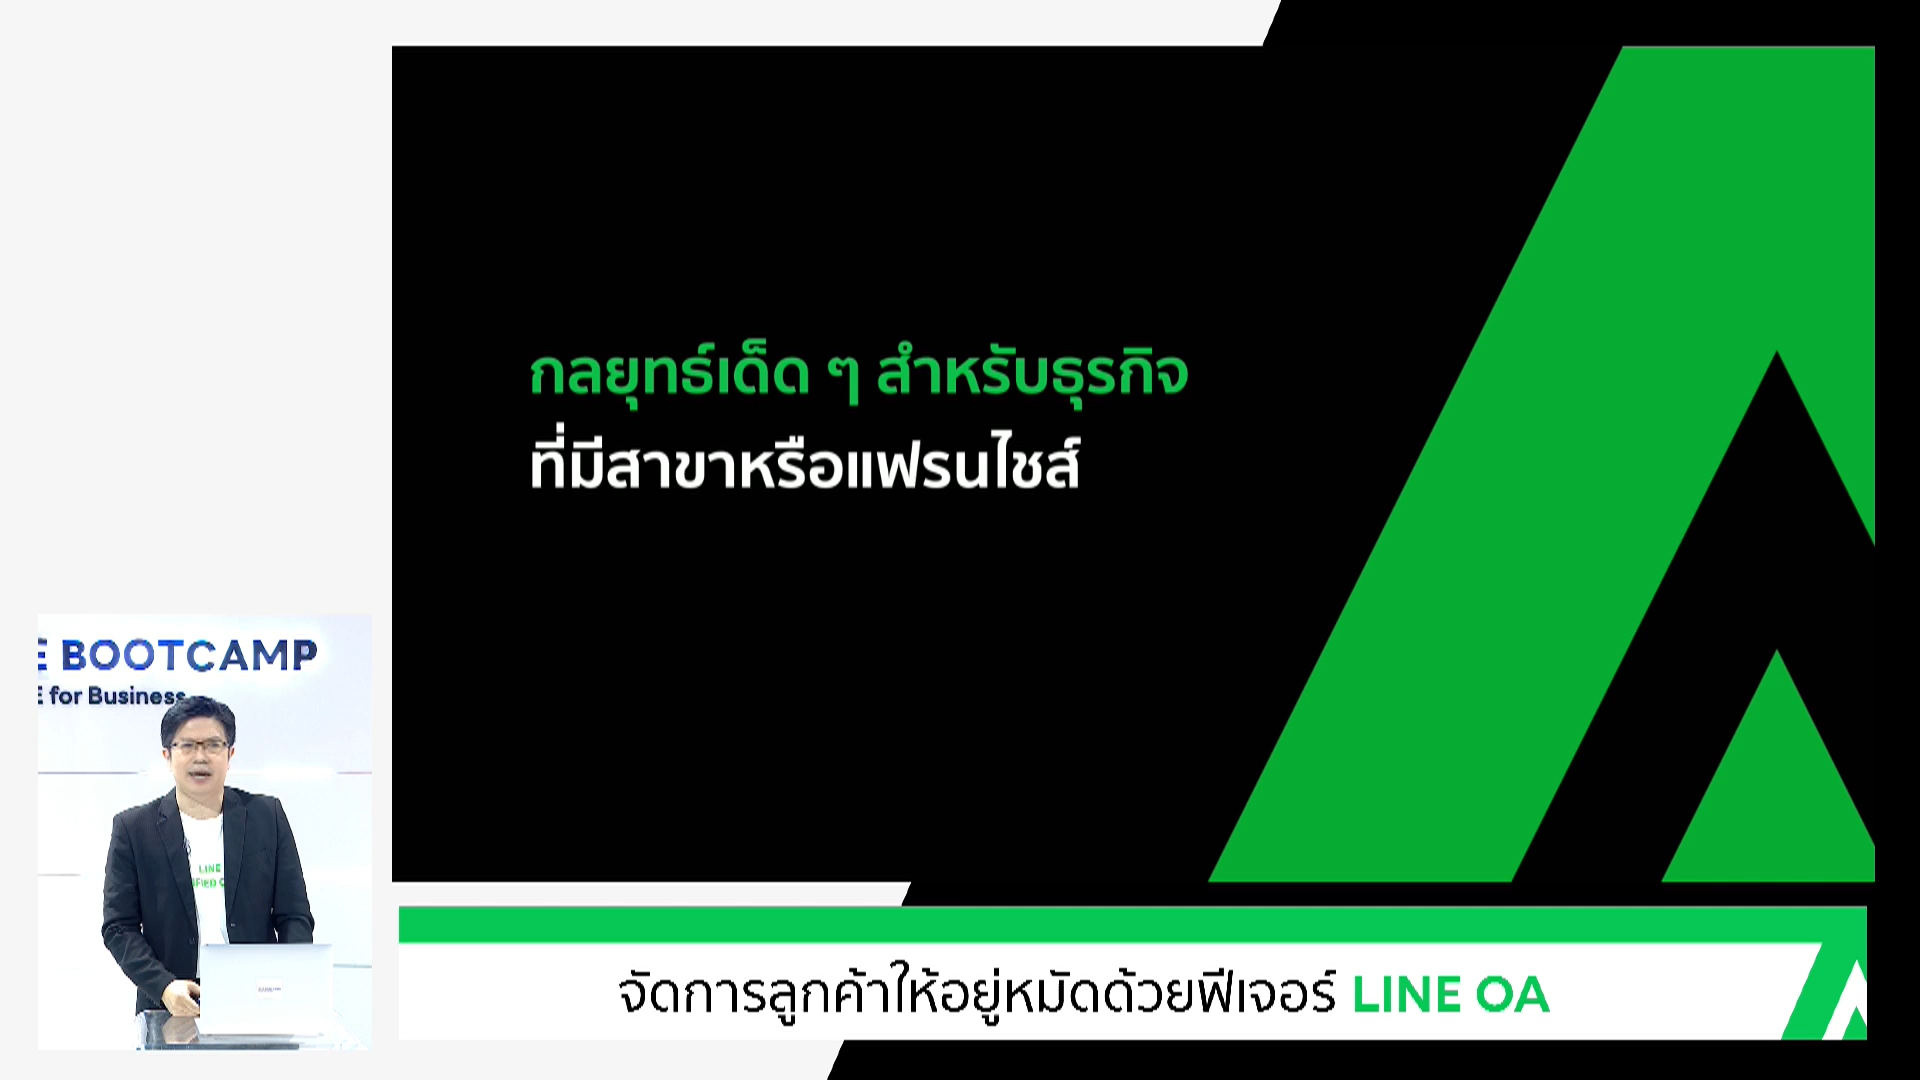 กลยุทธ์เด็ด ๆ สำหรับธุรกิจ
ที่มีสาขาหรือแฟรนไชส์
E BOOTCAMP
E for Business
LINE
จัดการลูกค้าให้อยู่หมัดด้วยฟีเจอร์ LINE OA